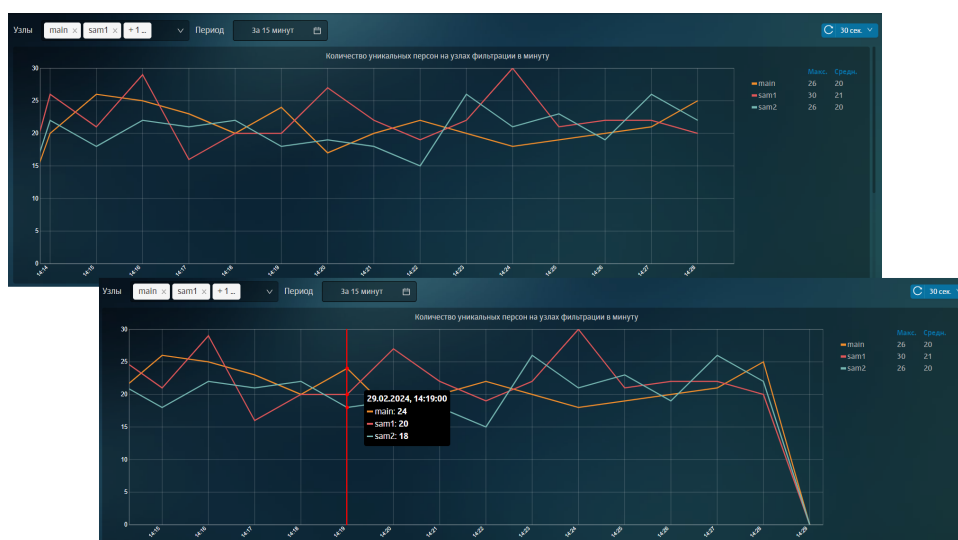 Узлы main × sam1 × + 1 ... Период За 15 минут 30 сек.
Количество уникальных персон на узлах фильтрации в минуту
Макс. Средн.
main 26 20
sam1 30 21
sam2 26 20
30
25
20
15
10
5
0
14:14 14:15 14:16 14:17 14:18 14:19 14:20 14:21 14:22 14:23 14:24 14:25 14:26 14:27 14:28
Узлы main × sam1 × + 1 ... Период За 15 минут 30 сек.
Количество уникальных персон на узлах фильтрации в минуту
Макс. Средн.
main 26 20
sam1 30 21
sam2 26 20
30
25
20
15
10
5
0
29.02.2024, 14:19:00
main: 24
sam1: 20
sam2: 18
14:15 14:16 14:17 14:18 14:19 14:20 14:21 14:22 14:23 14:24 14:25 14:26 14:27 14:28 14:29